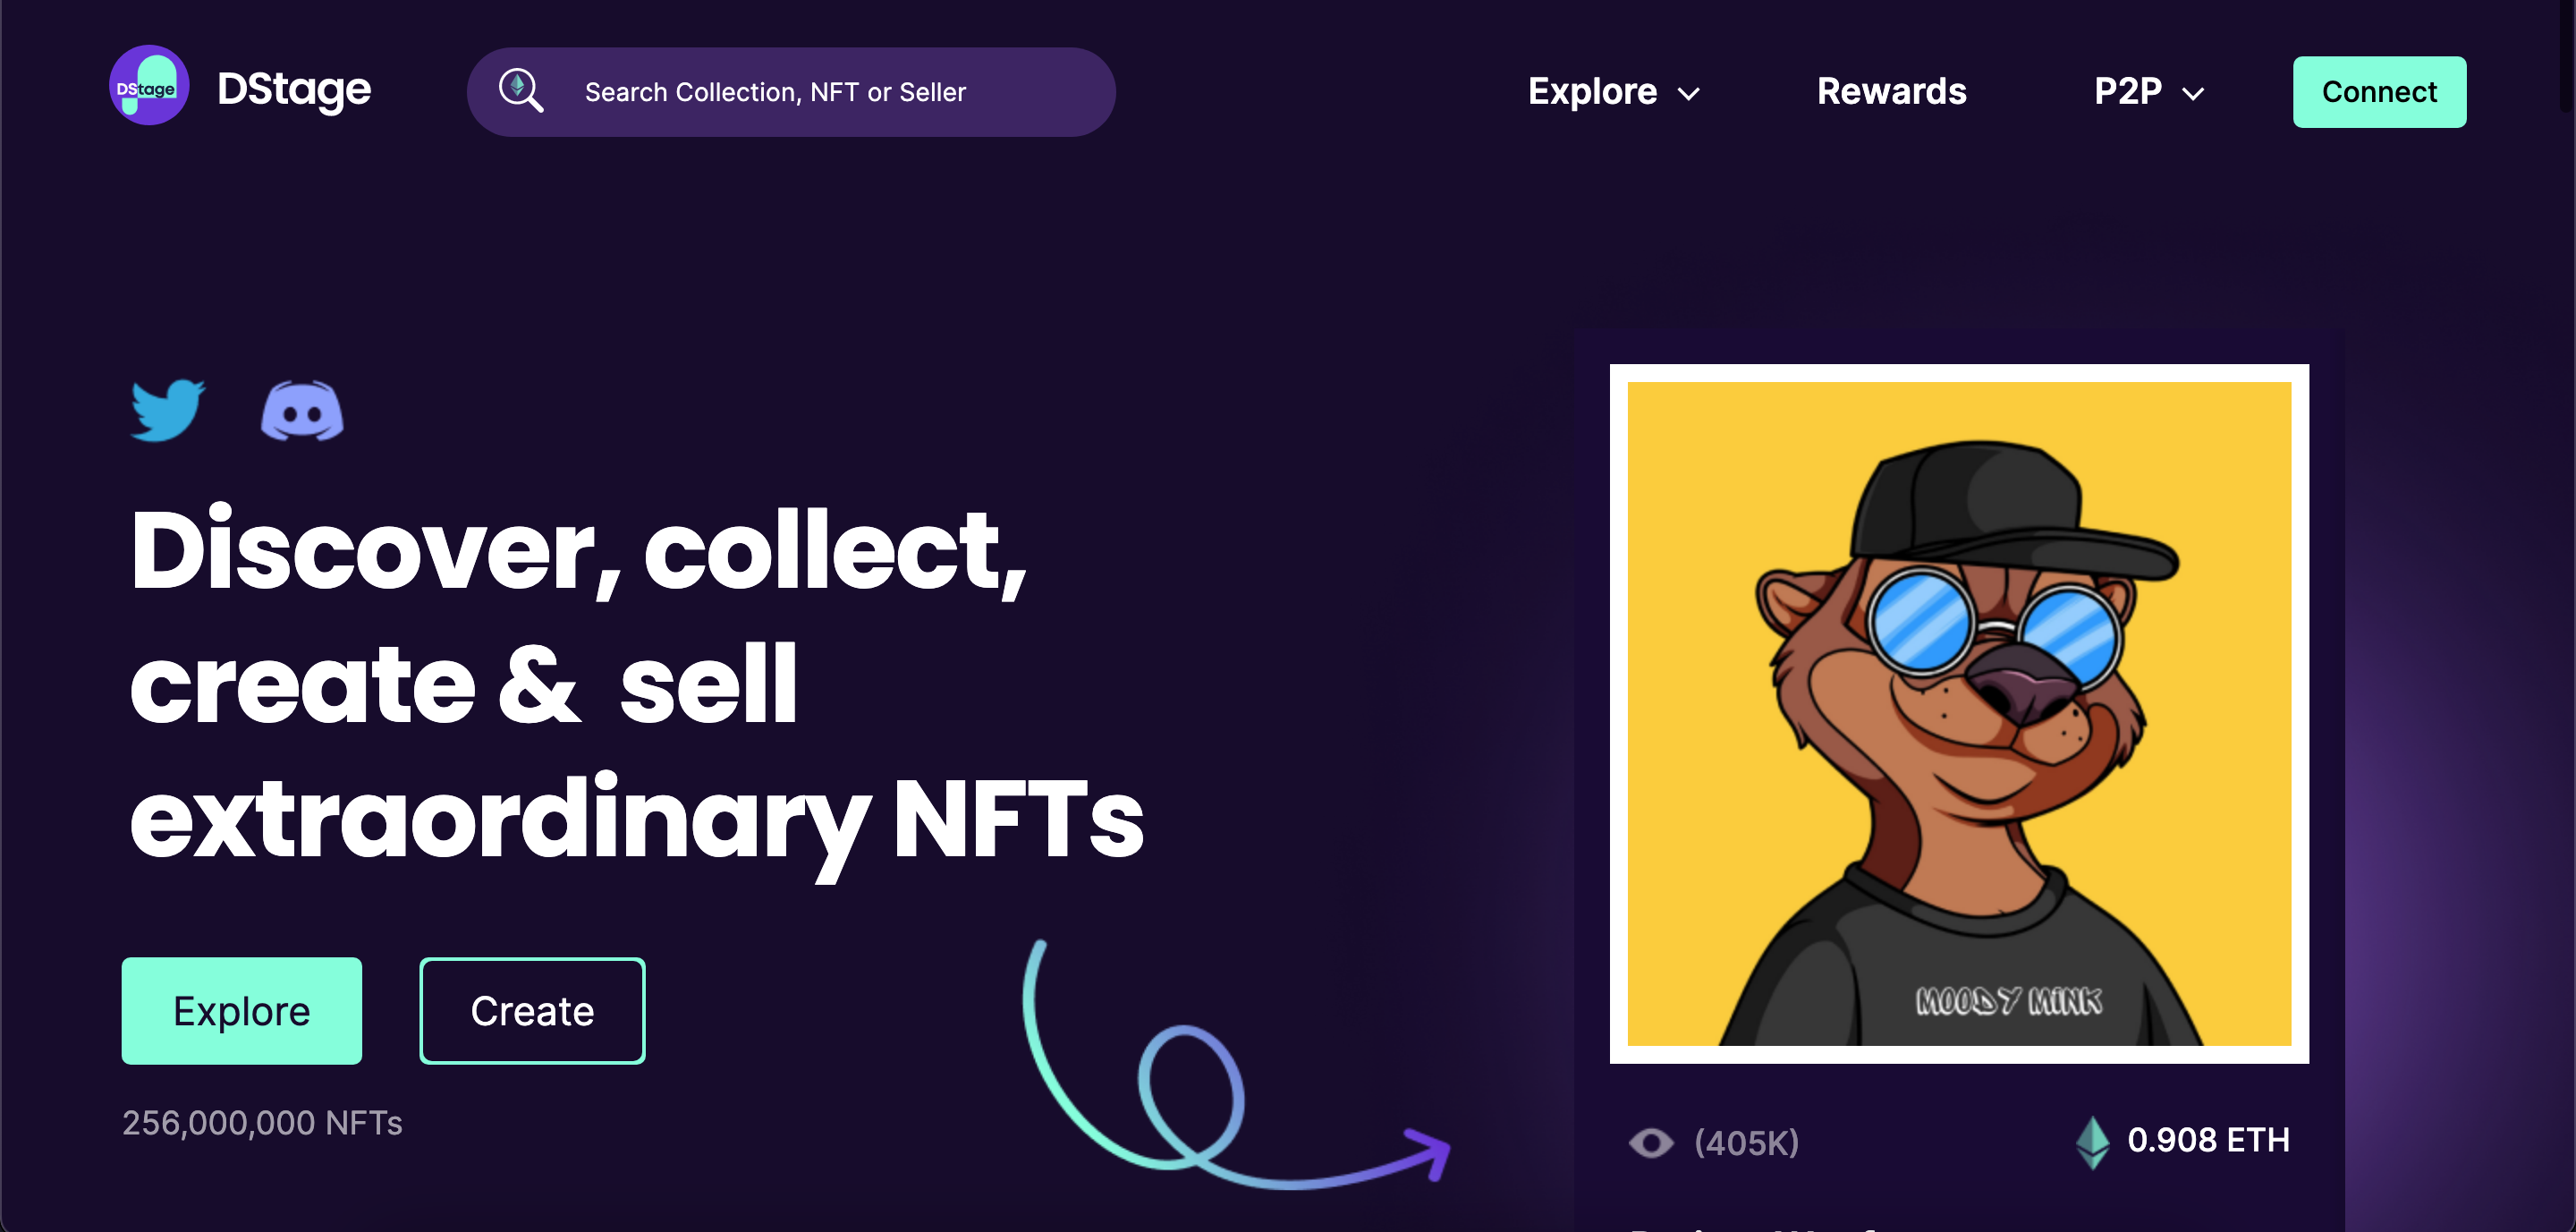 DStage
DStage
Search Collection, NFT or Seller
Explore
Rewards
P2P
Connect
Discover, collect,
create & sell
extraordinary NFTs
Explore
Create
256,000,000 NFTs
MOODY MINK
(405K)
0.908 ETH